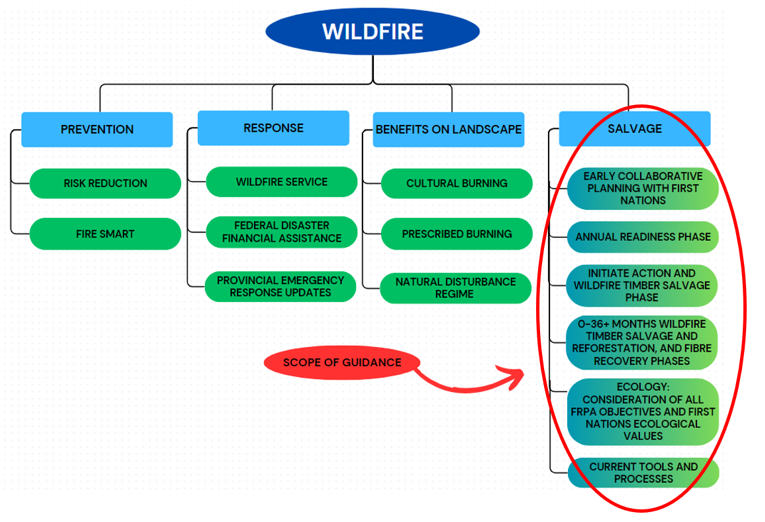 WILDFIRE
PREVENTION
RISK REDUCTION
FIRE SMART
RESPONSE
WILDFIRE SERVICE
FEDERAL DISASTER
FINANCIAL ASSISTANCE
PROVINCIAL EMERGENCY
RESPONSE UPDATES
BENEFITS ON LANDSCAPE
CULTURAL BURNING
PRESCRIBED BURNING
NATURAL DISTURBANCE
REGIME
SALVAGE
EARLY COLLABORATIVE
PLANNING WITH FIRST
NATIONS
ANNUAL READINESS PHASE
INITIATE ACTION AND
WILDFIRE TIMBER SALVAGE
PHASE
0-36+ MONTHS WILDFIRE
TIMBER SALVAGE AND
REFORESTATION, AND FIBRE
RECOVERY PHASES
ECOLOGY:
CONSIDERATION OF ALL
FRPA OBJECTIVES AND FIRST
NATIONS ECOLOGICAL
VALUES
CURRENT TOOLS AND
PROCESSES
SCOPE OF GUIDANCE